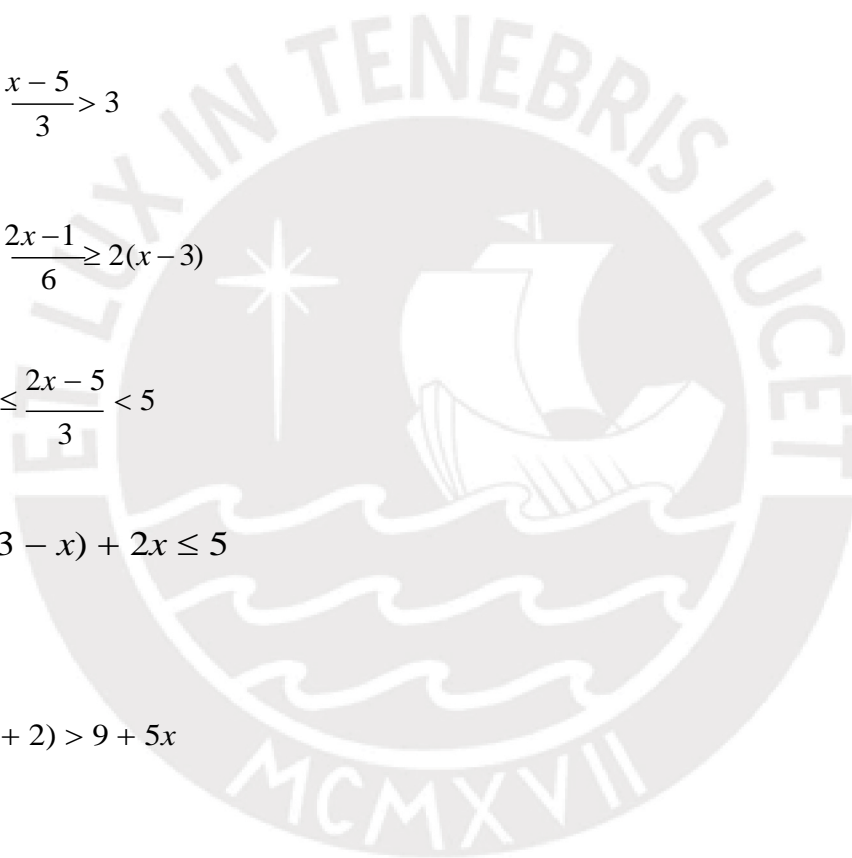 x − 5
3
> 3
2x − 1
6
≥ 2(x − 3)
≤ 2x − 5
3
< 5
3 − x) + 2x ≤ 5
+ 2) > 9 + 5x
ET LUX IN TENEBRIS LUCET
MCMXVII